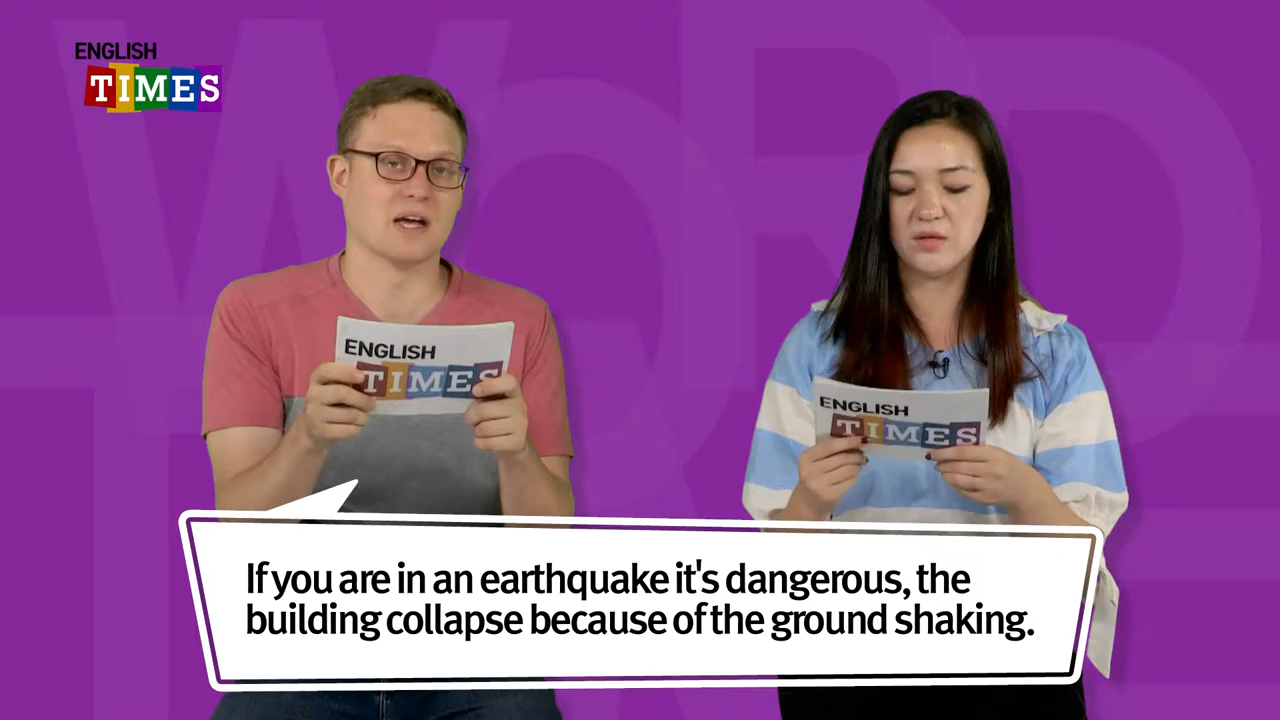 ENGLISH
TIMES
ENGLISH
TIMES
ENGLISH
TIMES
If you are in an earthquake it's dangerous, the
building collapse because of the ground shaking.